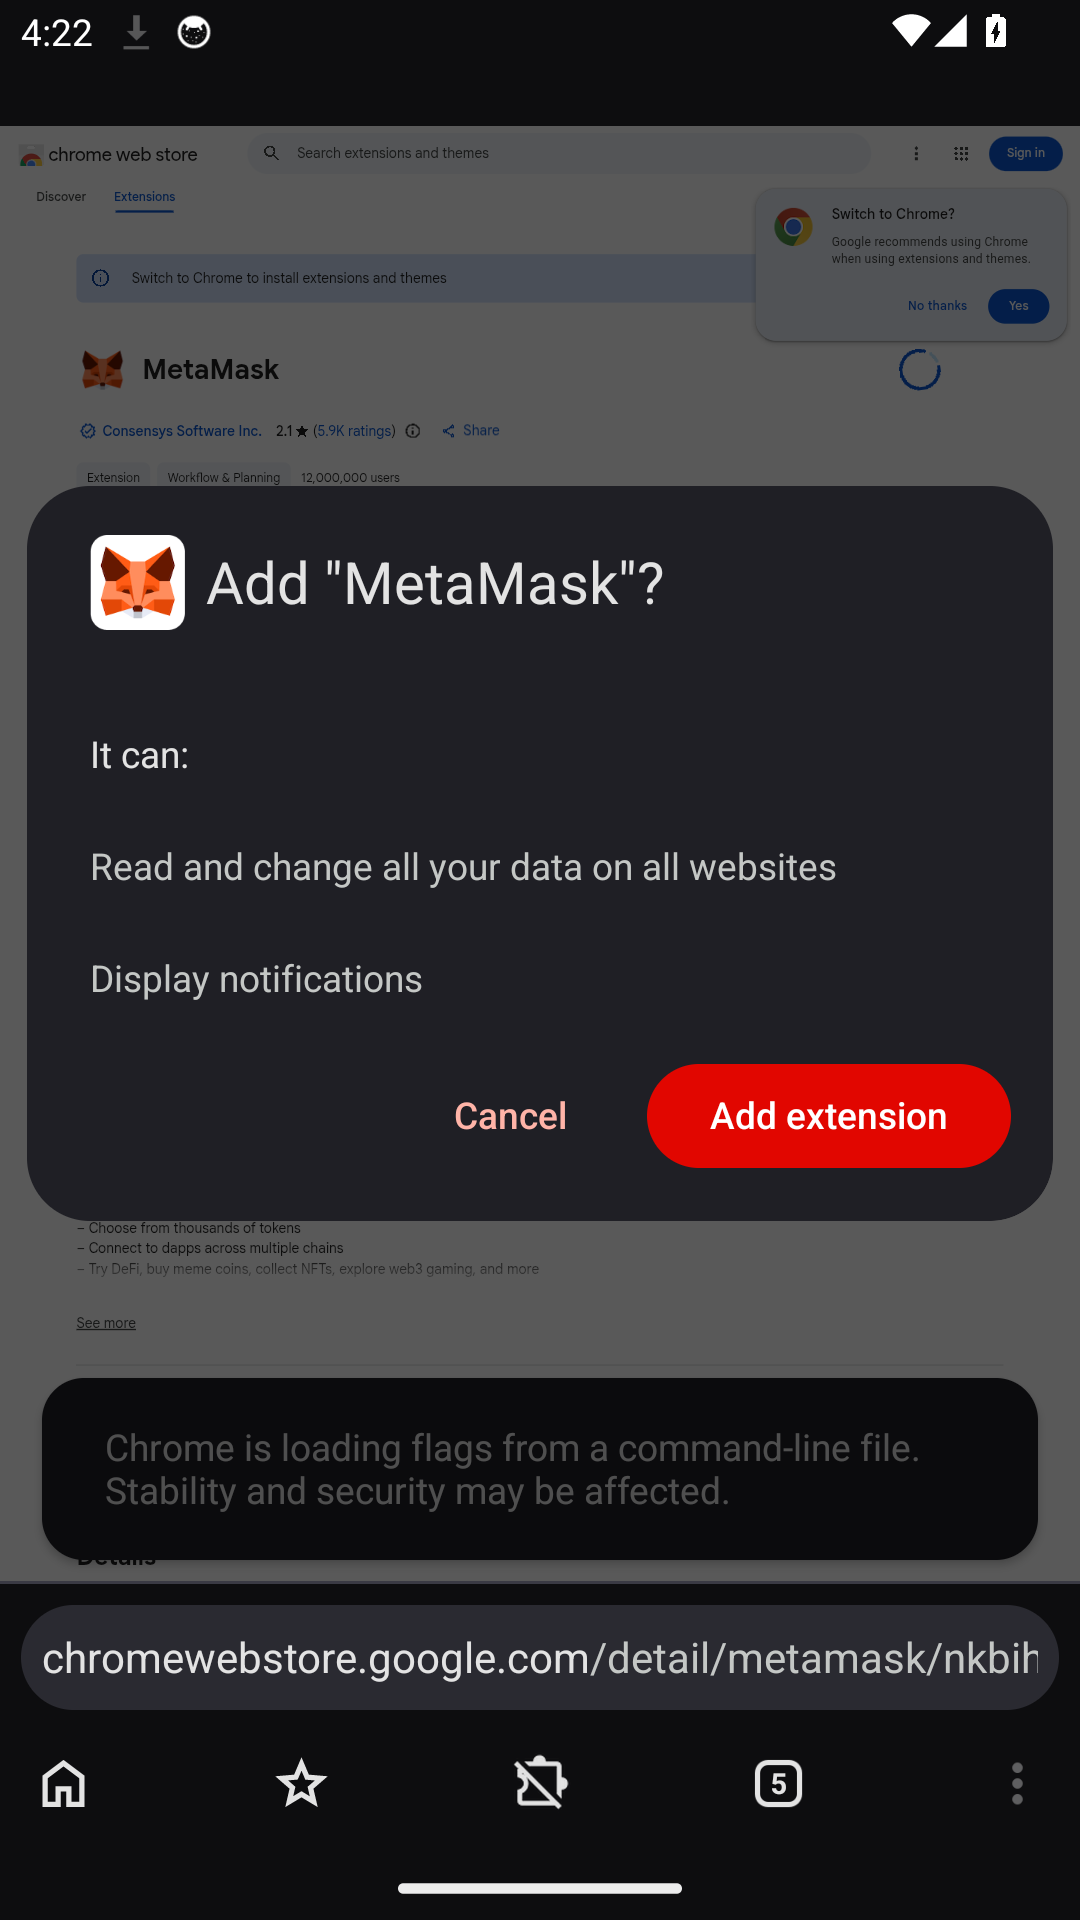 4:22
chrome web store
Search extensions and themes
Sign in
Discover
Extensions
Switch to Chrome?
Google recommends using Chrome
when using extensions and themes.
No thanks
Yes
Switch to Chrome to install extensions and themes
MetaMask
Consensys Software Inc.
2.1★ (5.9K ratings)
Share
Extension
Workflow & Planning
12,000,000 users
Add "MetaMask"?
It can:
Read and change all your data on all websites
Display notifications
Cancel
Add extension
– Choose from thousands of tokens
– Connect to dapps across multiple chains
– Try DeFi, buy meme coins, collect NFTs, explore web3 gaming, and more
See more
Chrome is loading flags from a command-line file.
Stability and security may be affected.
Details
chromewebstore.google.com/detail/metamask/nkbih
5